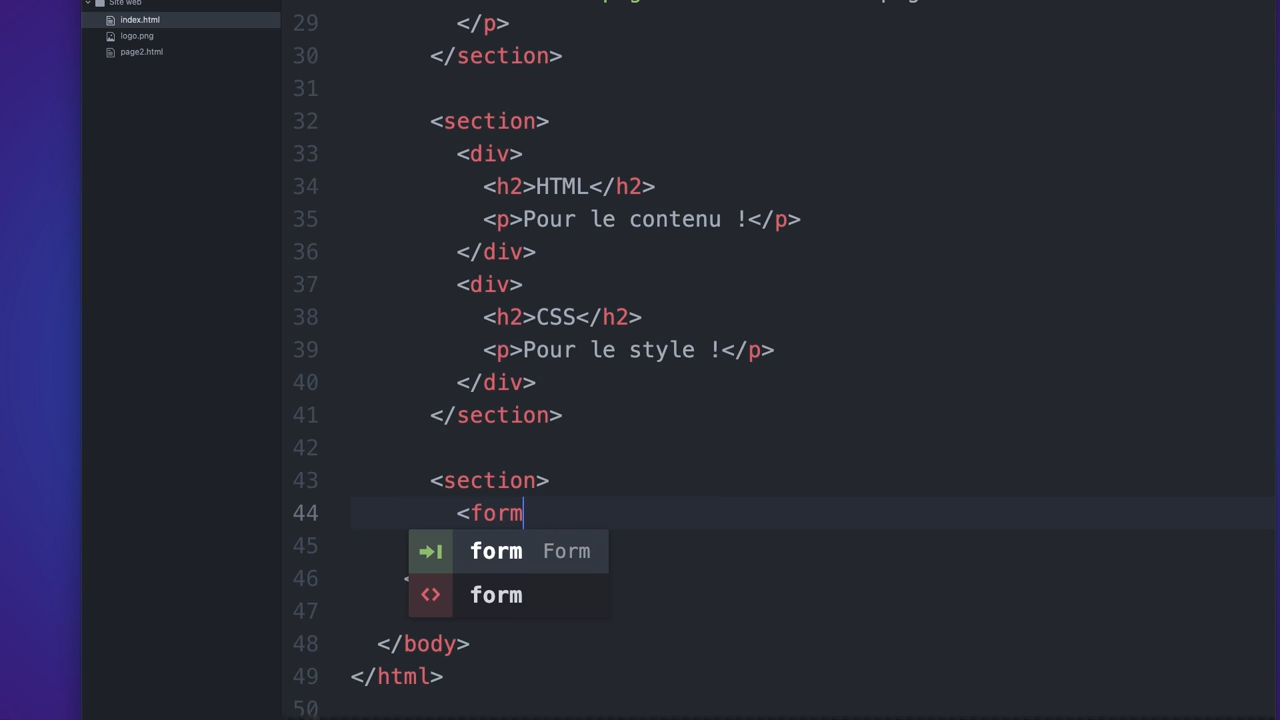 Site web
index.html
logo.png
page2.html
29 </p>
30 </section>
31
32 <section>
33 <div>
34 <h2>HTML</h2>
35 <p>Pour le contenu !</p>
36 </div>
37 <div>
38 <h2>CSS</h2>
39 <p>Pour le style !</p>
40 </div>
41 </section>
42
43 <section>
44 <form
45 form Form
46 <
form
47
48 </body>
49 </html>
50